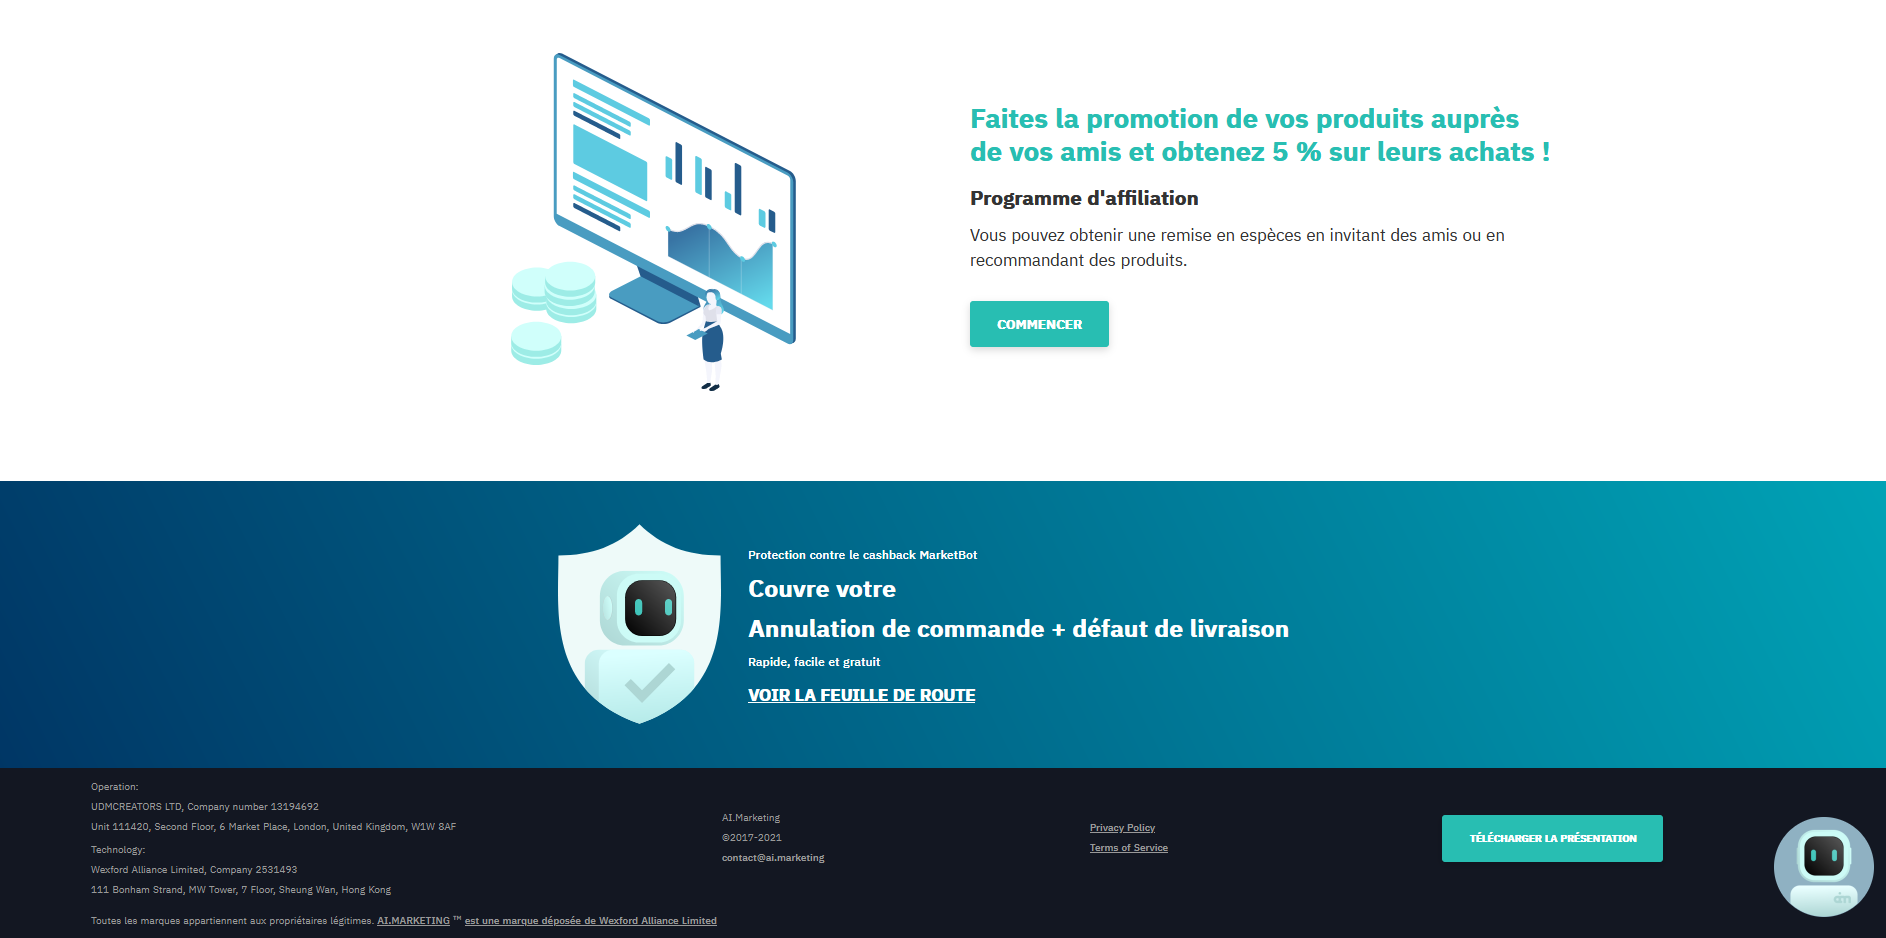 Faites la promotion de vos produits auprès
de vos amis et obtenez 5 % sur leurs achats !
Programme d'affiliation
Vous pouvez obtenir une remise en espèces en invitant des amis ou en
recommandant des produits.
COMMENCER
Protection contre le cashback MarketBot
Couvre votre
Annulation de commande + défaut de livraison
Rapide, facile et gratuit
VOIR LA FEUILLE DE ROUTE
Operation:
UDMCREATORS LTD, Company number 13194692
Unit 111420, Second Floor, 6 Market Place, London, United Kingdom, W1W 8AF
Technology:
Wexford Alliance Limited, Company 2531493
111 Bonham Strand, MW Tower, 7 Floor, Sheung Wan, Hong Kong
Toutes les marques appartiennent aux propriétaires légitimes. AI.MARKETING ™ est une marque déposée de Wexford Alliance Limited
AI.Marketing
©2017-2021
contact@ai.marketing
Privacy Policy
Terms of Service
TÉLÉCHARGER LA PRÉSENTATION
aim